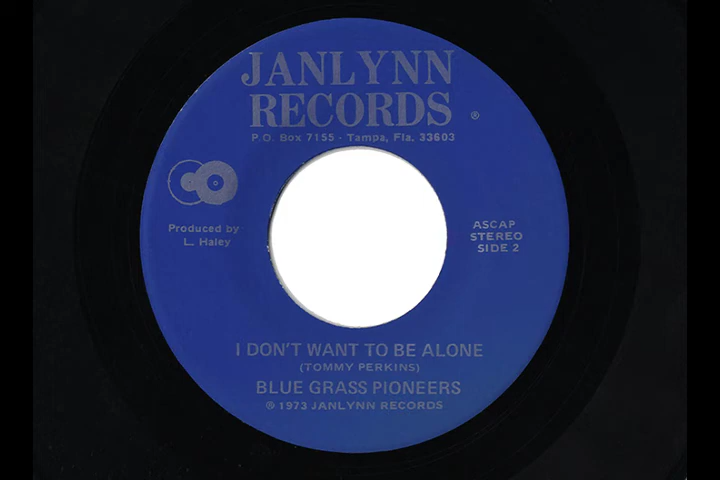 JANLYNN
RECORDS ®
P.O. Box 7155 - Tampa, Fla. 33603
Produced by
L. Haley
ASCAP
STEREO
SIDE 2
I DON'T WANT TO BE ALONE
(TOMMY PERKINS)
BLUE GRASS PIONEERS
℗ 1973 JANLYNN RECORDS